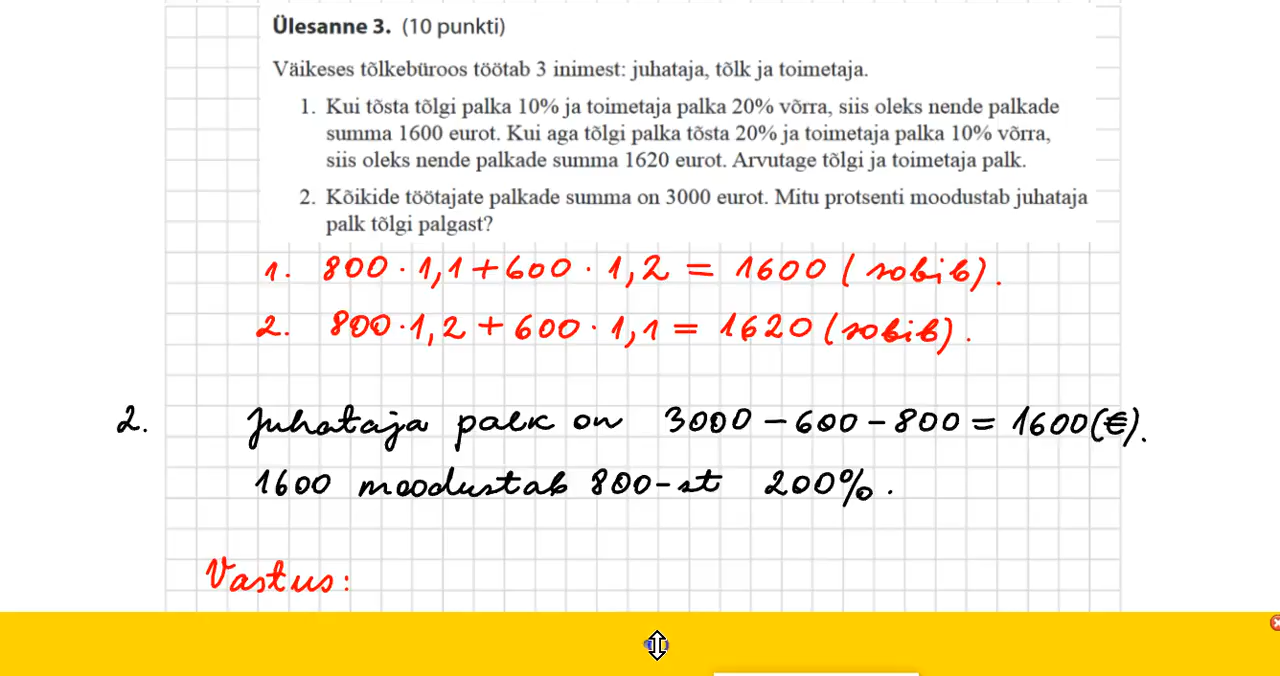 Ülesanne 3. (10 punkti)
Väikeses tõlkebüroos töötab 3 inimest: juhataja, tõlk ja toimetaja.
1. Kui tõsta tõlgi palka 10% ja toimetaja palka 20% võrra, siis oleks nende palkade
summa 1600 eurot. Kui aga tõlgi palka tõsta 20% ja toimetaja palka 10% võrra,
siis oleks nende palkade summa 1620 eurot. Arvutage tõlgi ja toimetaja palk.
2. Kõikide töötajate palkade summa on 3000 eurot. Mitu protsenti moodustab juhataja
palk tõlgi palgast?
1. 800 · 1,1 + 600 · 1,2 = 1600 (sobib).
2. 800 · 1,2 + 600 · 1,1 = 1620 (sobib).
2. Juhataja palk on 3000 - 600 - 800 = 1600 (€).
1600 moodustab 800-st 200%.
Vastus: